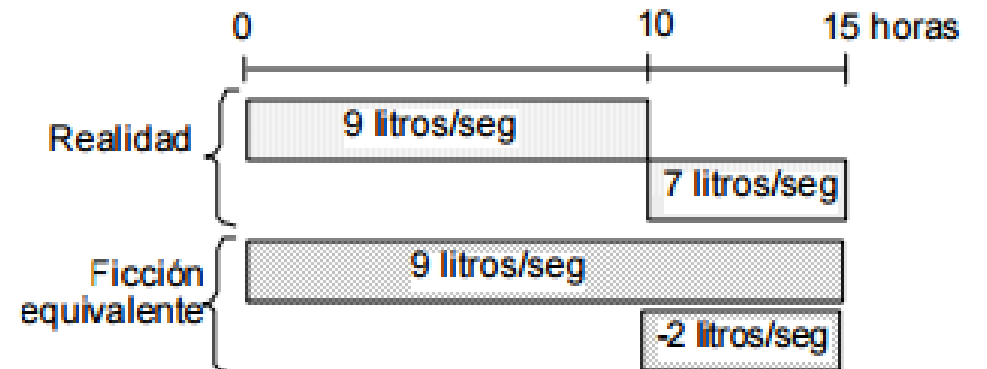 0 10 15 horas
Realidad
9 litros/seg
7 litros/seg
Ficción
equivalente
9 litros/seg
-2 litros/seg